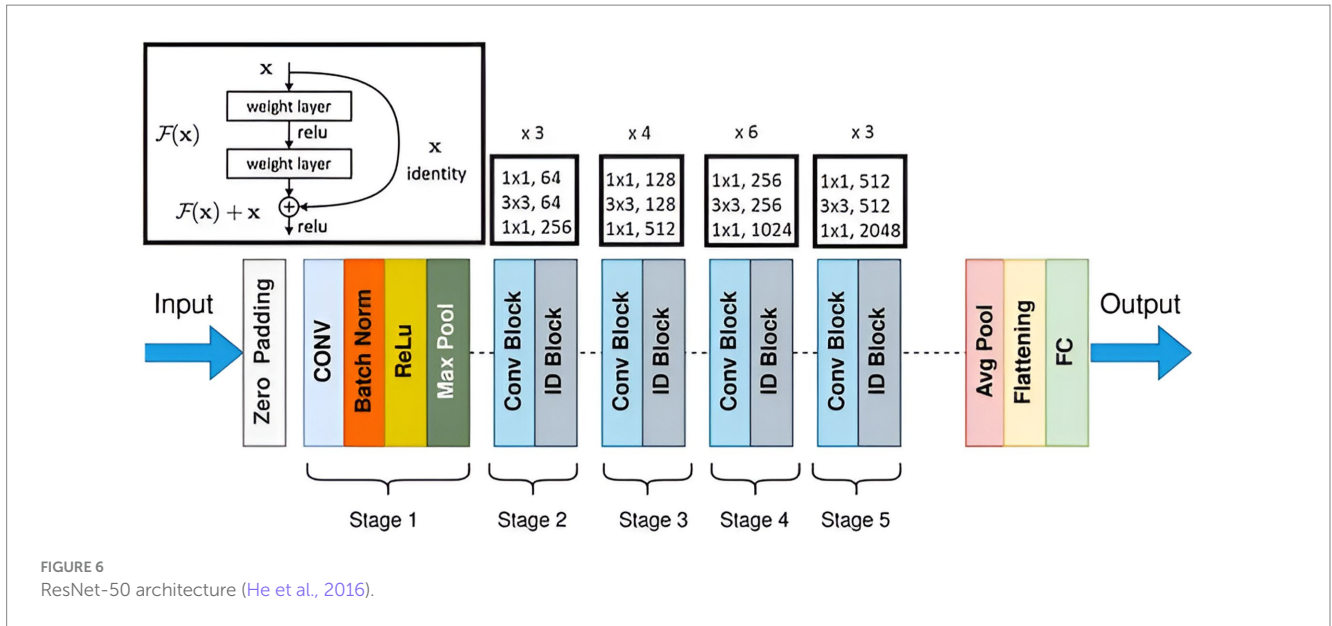 x
weight layer
F(x)
relu
x
weight layer
identity
F(x) + x
relu
x 3
1x1, 64
3x3, 64
1x1, 256
x 4
1x1, 128
3x3, 128
1x1, 512
x 6
1x1, 256
3x3, 256
1x1, 1024
x 3
1x1, 512
3x3, 512
1x1, 2048
Input
Zero Padding
CONV
Batch Norm
ReLu
Max Pool
Conv Block
ID Block
Conv Block
ID Block
Conv Block
ID Block
Conv Block
ID Block
Avg Pool
Flattening
FC
Output
Stage 1
Stage 2
Stage 3
Stage 4
Stage 5
FIGURE 6
ResNet-50 architecture (He et al., 2016).